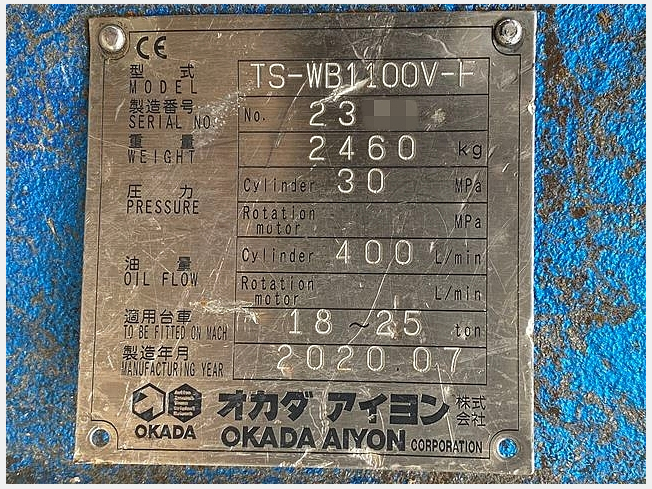 CE
型式 TS-WB1100V-F
MODEL
製造番号 No. 23
SERIAL NO
重量 2460 kg
WEIGHT
圧力 Cylinder 30 MPa
PRESSURE Rotation motor MPa
油量 Cylinder 400 L/min
OIL FLOW Rotation motor L/min
適用台車 18~25 ton
TO BE FITTED ON MACH
製造年月 2020.07
MANUFACTURING YEAR
OKADA
オカダ アイヨン 株式会社
OKADA AIYON CORPORATION